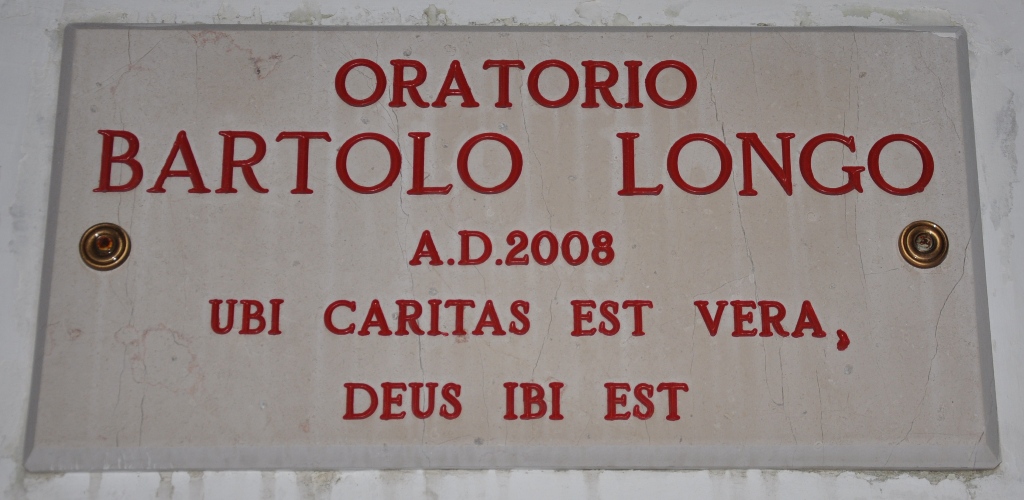 ORATORIO
BARTOLO LONGO
A.D.2008
UBI CARITAS EST VERA,
DEUS IBI EST